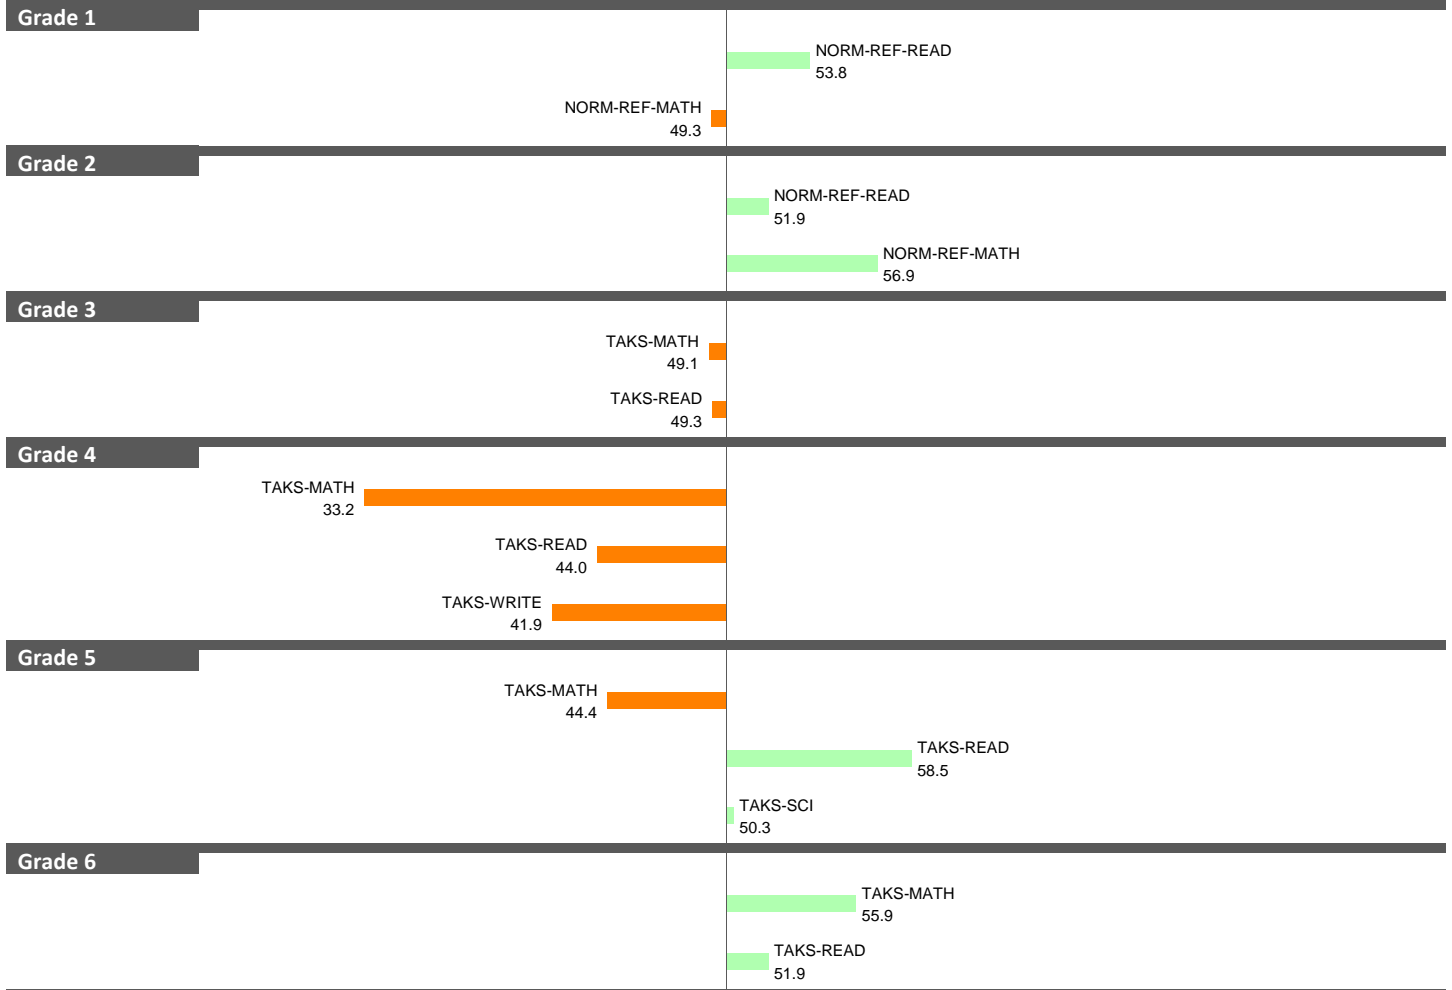 Grade 1
NORM-REF-READ
53.8
NORM-REF-MATH
49.3
Grade 2
NORM-REF-READ
51.9
NORM-REF-MATH
56.9
Grade 3
TAKS-MATH
49.1
TAKS-READ
49.3
Grade 4
TAKS-MATH
33.2
TAKS-READ
44.0
TAKS-WRITE
41.9
Grade 5
TAKS-MATH
44.4
TAKS-READ
58.5
TAKS-SCI
50.3
Grade 6
TAKS-MATH
55.9
TAKS-READ
51.9